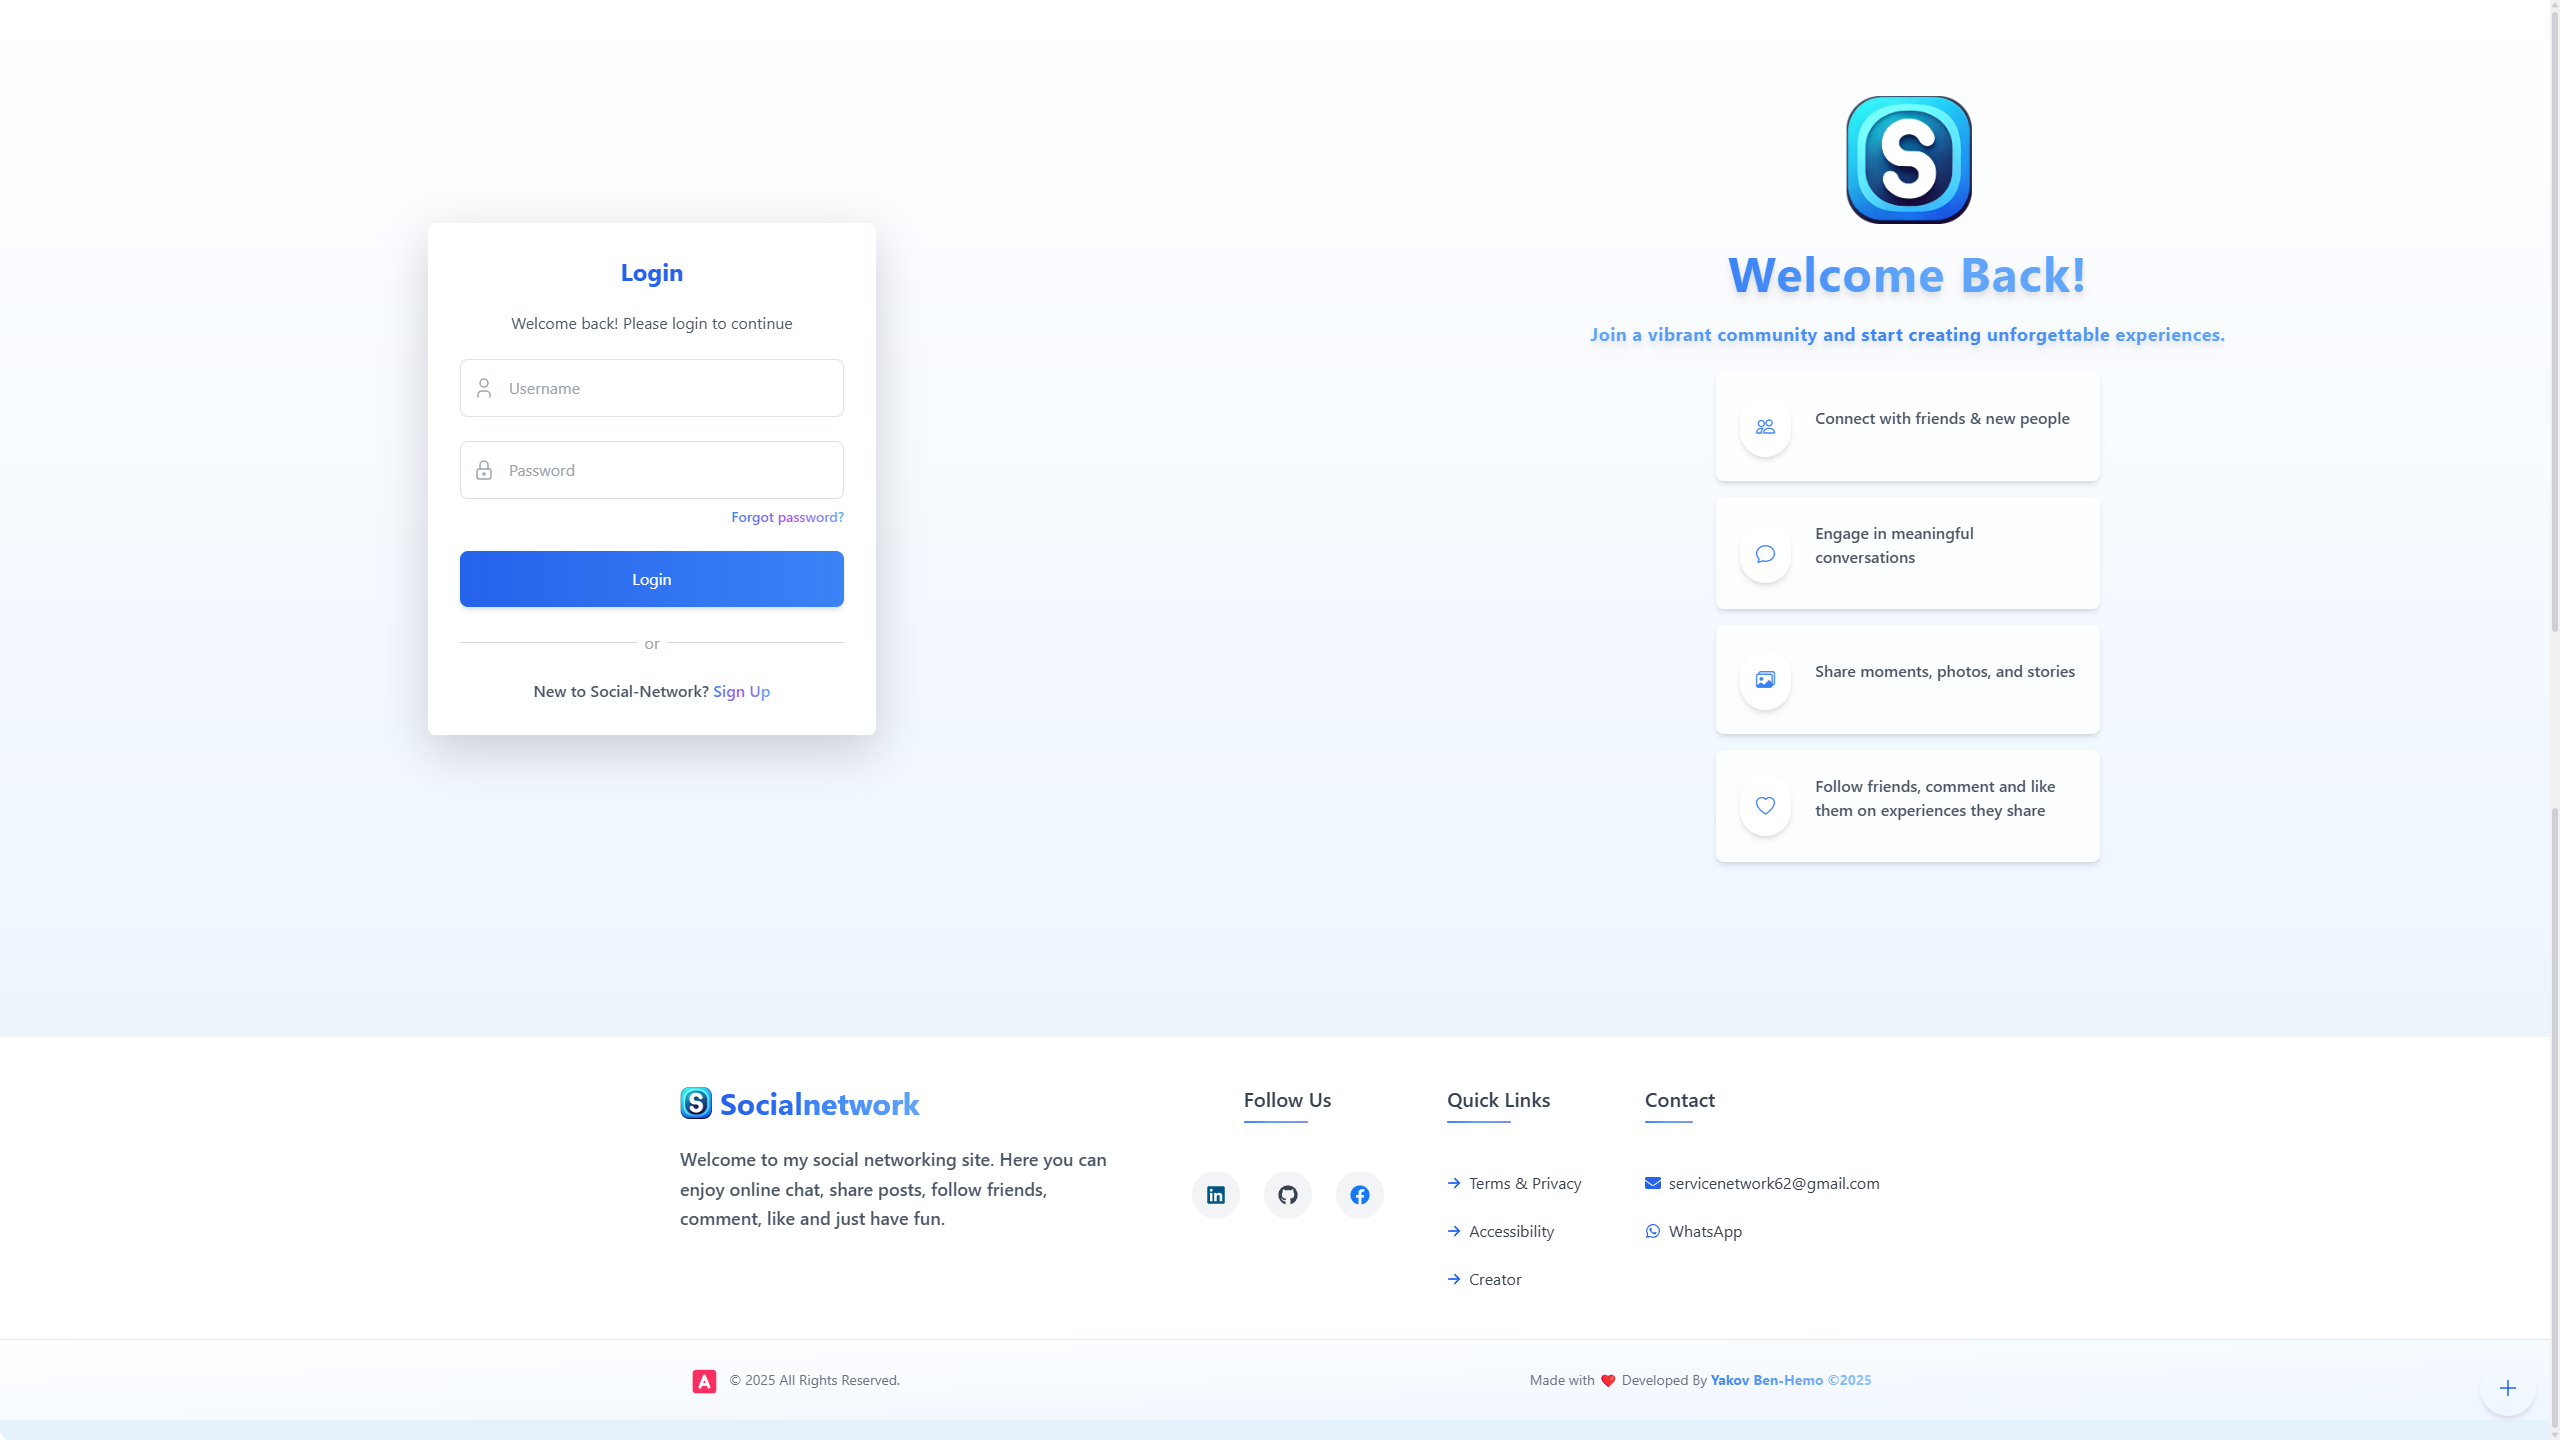 Login
Welcome back! Please login to continue
Username
Password
Forgot password?
Login
or
New to Social-Network? Sign Up
S
Welcome Back!
Join a vibrant community and start creating unforgettable experiences.
Connect with friends & new people
Engage in meaningful
conversations
Share moments, photos, and stories
Follow friends, comment and like
them on experiences they share
S Socialnetwork
Welcome to my social networking site. Here you can
enjoy online chat, share posts, follow friends,
comment, like and just have fun.
Follow Us
in
Quick Links
Terms & Privacy
Accessibility
Creator
Contact
servicenetwork62@gmail.com
WhatsApp
A © 2025 All Rights Reserved.
Made with ❤️ Developed By Yakov Ben-Hemo ©2025